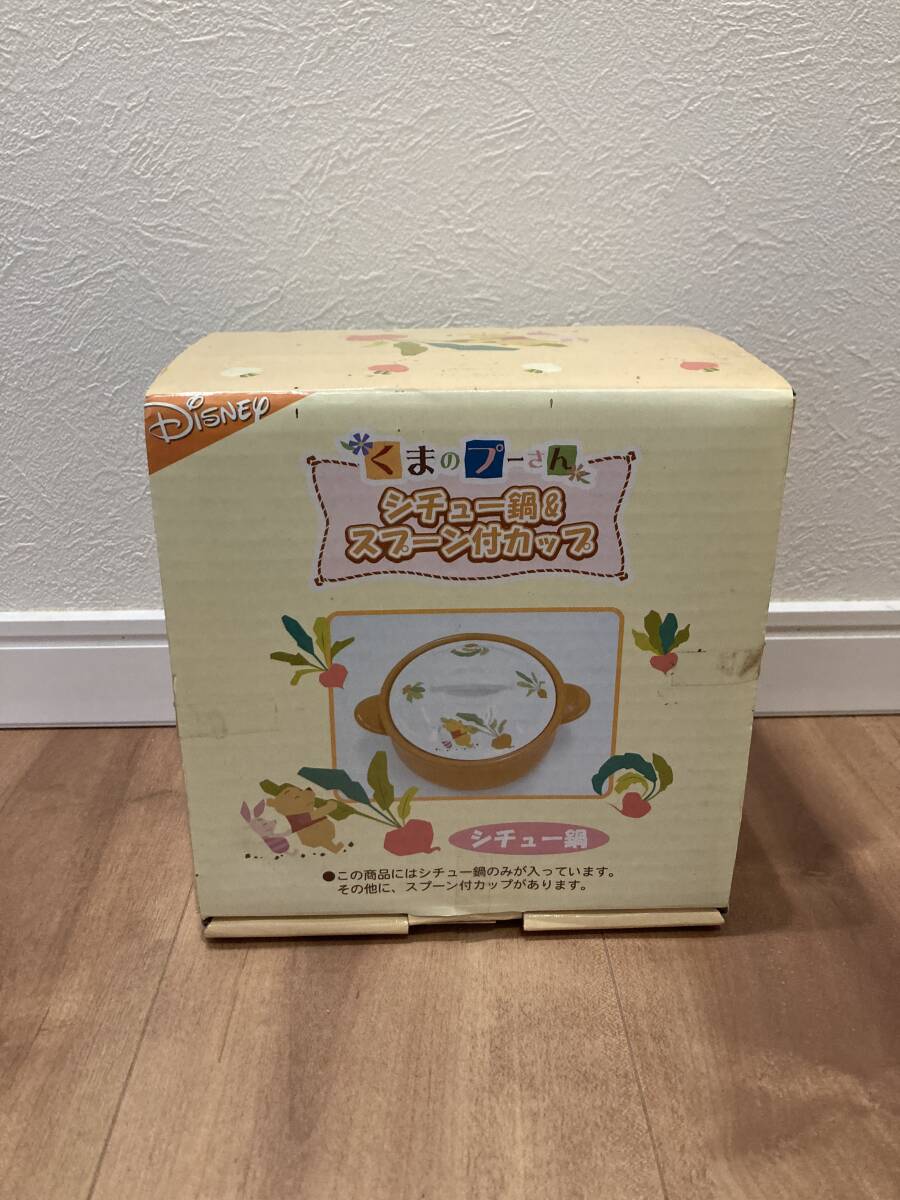 DISNEY
くまのプーさん
シチュー鍋&
スプーン付カップ
シチュー鍋
●この商品にはシチュー鍋のみが入っています。
その他に、スプーン付カップがあります。